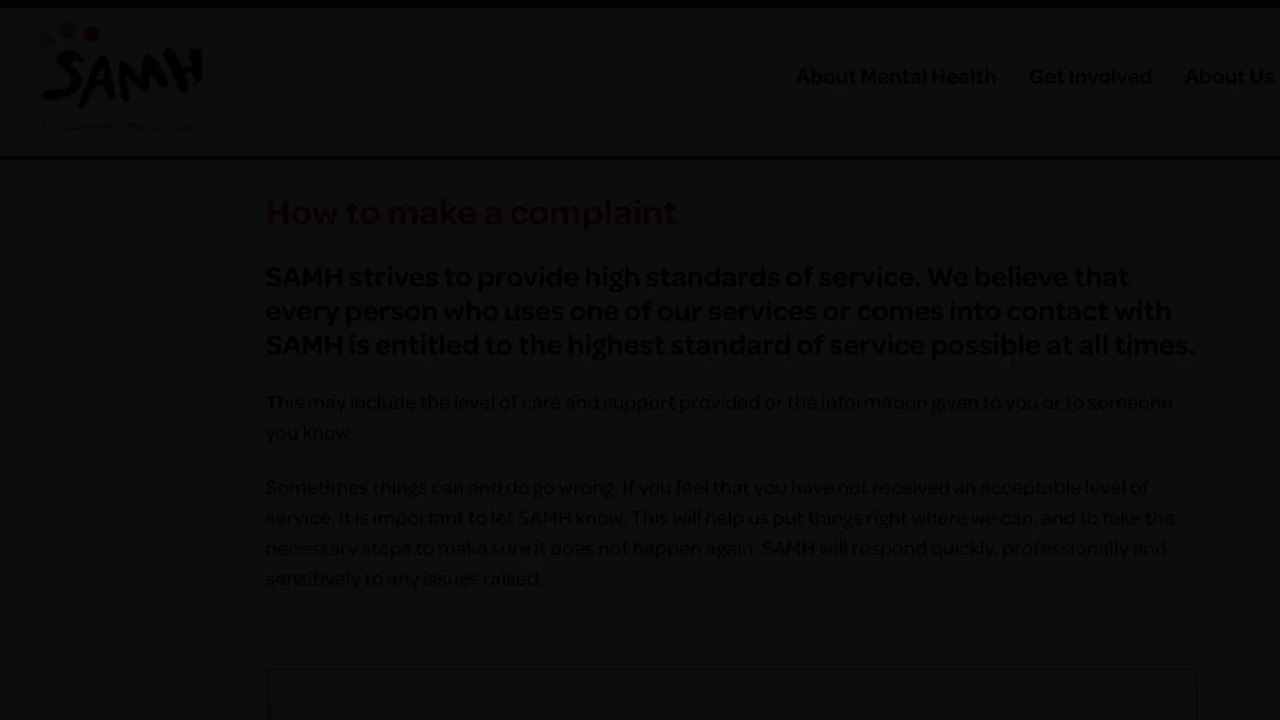 SAMH
About Mental Health
Get Involved
About Us
How to make a complaint
SAMH strives to provide high standards of service. We believe that
every person who uses one of our services or comes into contact with
SAMH is entitled to the highest standard of service possible at all times.
This may include the level of care and support provided or the information given to you or to someone
you know.
Sometimes things can and do go wrong. If you feel that you have not received an acceptable level of
service, it is important to let SAMH know. This will help us put things right where we can, and to take the
necessary steps to make sure it does not happen again. SAMH will respond quickly, professionally and
sensitively to any issues raised.